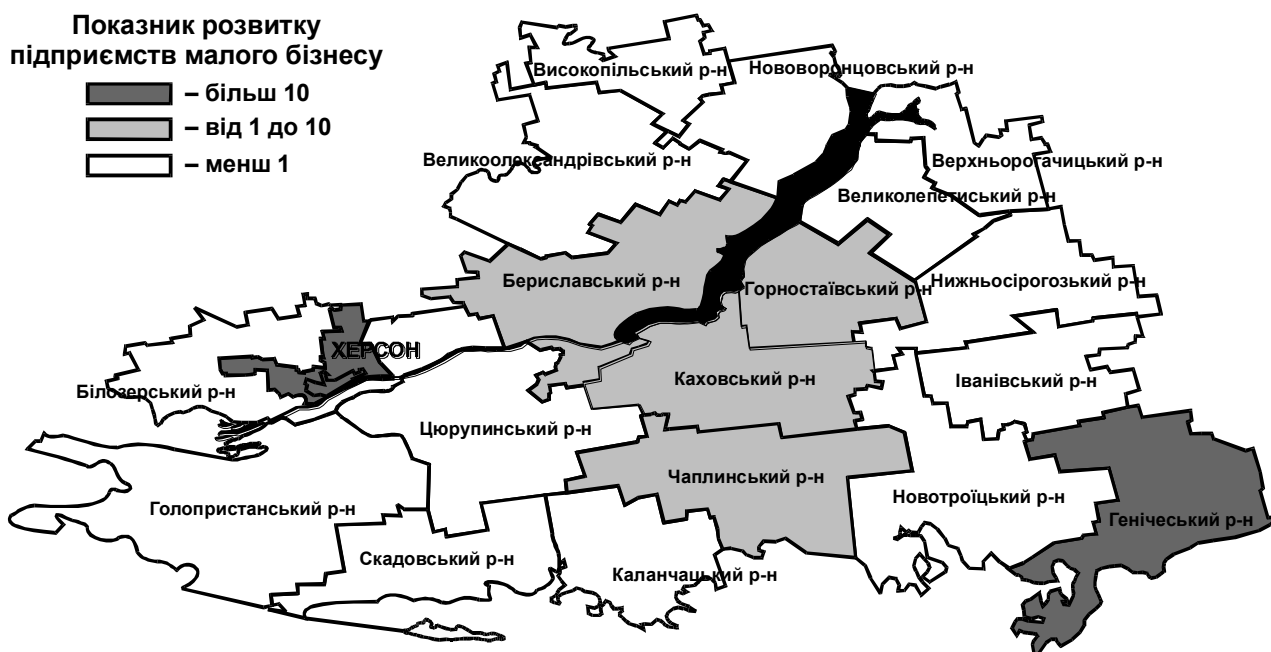 Показник розвитку
підприємств малого бізнесу
– більш 10
– від 1 до 10
– менш 1
Високопільський р-н
Нововоронцовський р-н
Великоолександрівський р-н
Верхньорогачицький р-н
Великолепетиський р-н
Бериславський р-н
Горностаївський р-н
Нижньосірогозький р-н
ХЕРСОН
Білозерський р-н
Каховський р-н
Іванівський р-н
Цюрупинський р-н
Чаплинський р-н
Новотроїцький р-н
Голопристанський р-н
Генічеський р-н
Скадовський р-н
Каланчацький р-н